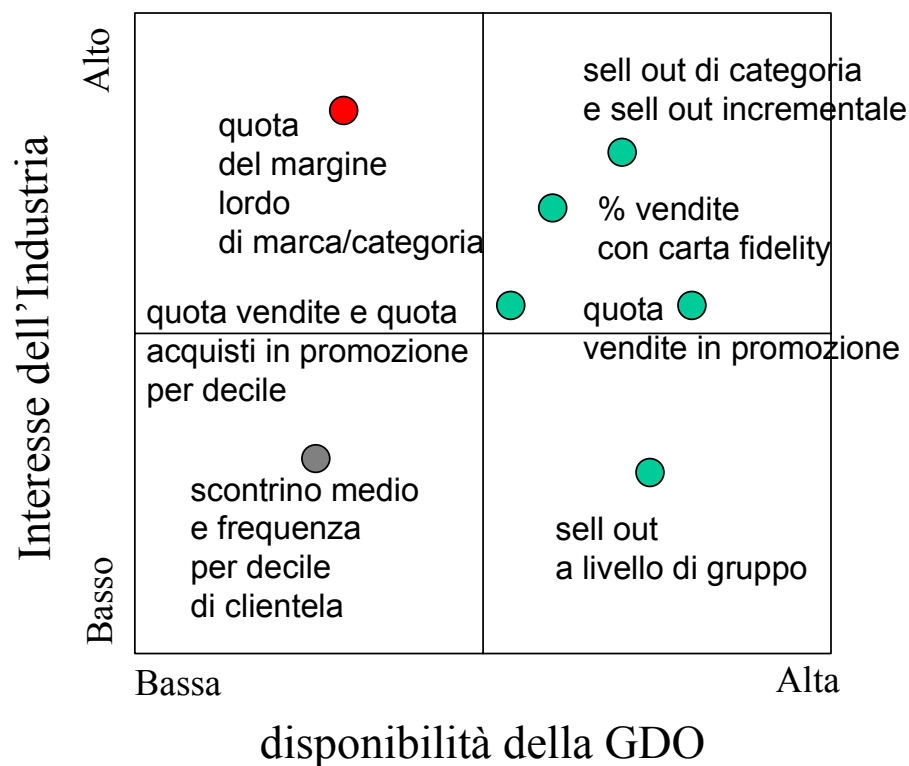 Alto
Interesse dell'Industria
Basso
quota
del margine
lordo
di marca/categoria
sell out di categoria
e sell out incrementale
% vendite
con carta fidelity
quota vendite e quota
acquisti in promozione
per decile
quota
vendite in promozione
scontrino medio
e frequenza
per decile
di clientela
sell out
a livello di gruppo
Bassa
Alta
disponibilità della GDO